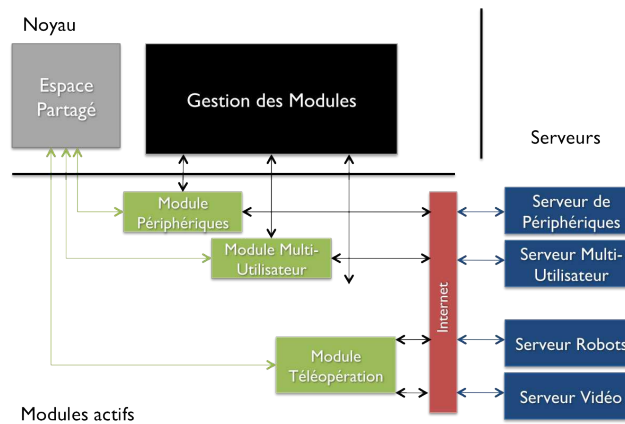 Noyau
Espace
Partagé
Gestion des Modules
Serveurs
Module
Périphériques
Serveur de
Périphériques
Module Multi-
Utilisateur
Serveur Multi-
Utilisateur
Internet
Module
Téléopération
Serveur Robots
Serveur Vidéo
Modules actifs